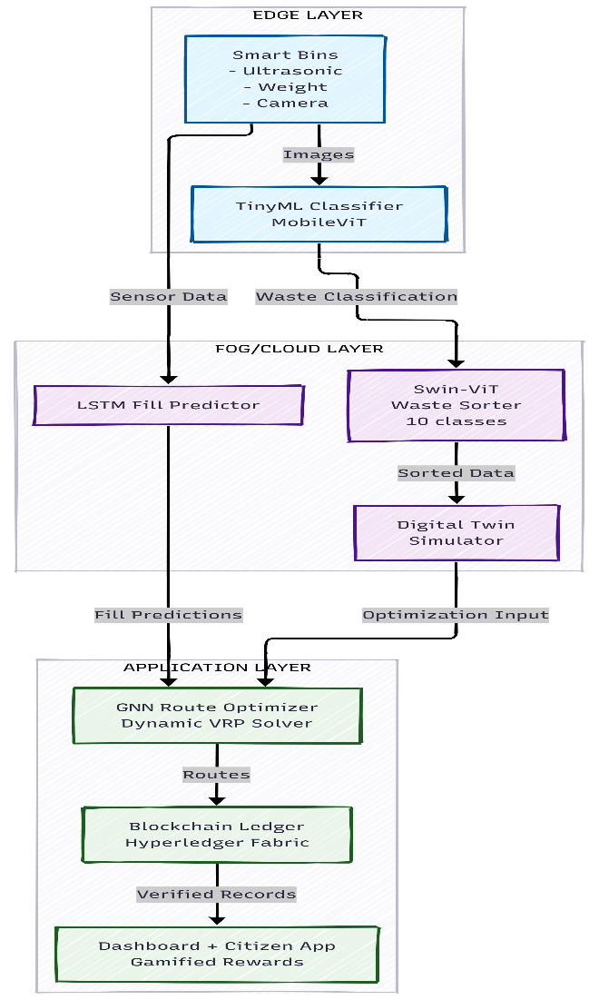 EDGE LAYER
Smart Bins
- Ultrasonic
- Weight
- Camera
Images
TinyML Classifier
MobileViT
Sensor Data
Waste Classification
FOG/CLOUD LAYER
LSTM Fill Predictor
Swin-ViT
Waste Sorter
10 classes
Sorted Data
Digital Twin
Simulator
Fill Predictions
Optimization Input
APPLICATION LAYER
GNN Route Optimizer
Dynamic VRP Solver
Routes
Blockchain Ledger
Hyperledger Fabric
Verified Records
Dashboard + Citizen App
Gamified Rewards